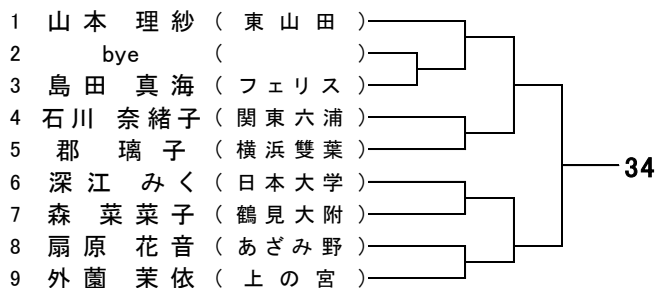 1 山本 理紗 ( 東山田 )
2 bye ( )
3 島田 真海 ( フェリス )
4 石川 奈緒子 ( 関東六浦 )
5 郡 璃子 ( 横浜雙葉 )
6 深江 みく ( 日本大学 )
7 森 菜菜子 ( 鶴見大附 )
8 扇原 花音 ( あざみ野 )
9 外薗 茉依 ( 上の宮 )
34